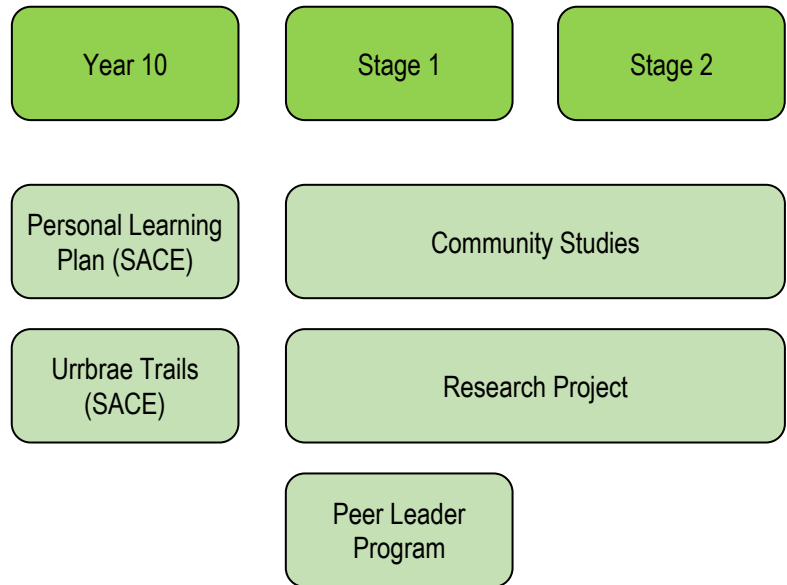 Year 10
Stage 1
Stage 2
Personal Learning
Plan (SACE)
Community Studies
Urrbrae Trails
(SACE)
Research Project
Peer Leader
Program